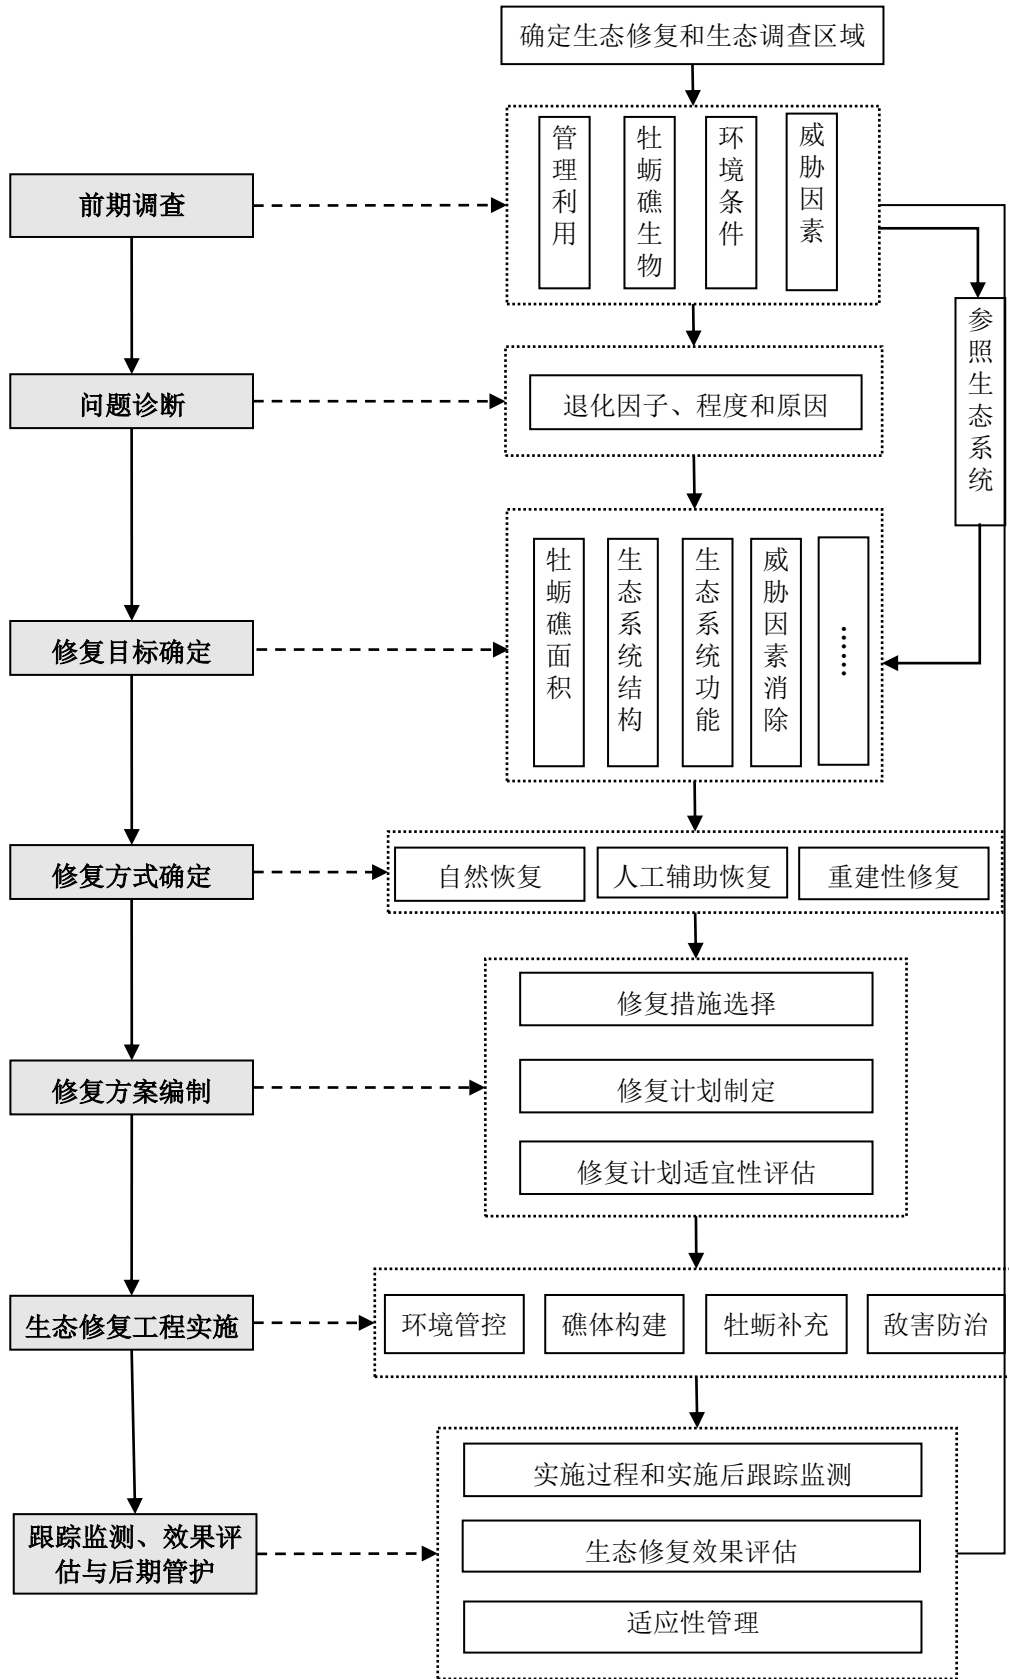 确定生态修复和生态调查区域
前期调查
管理利用
牡蛎礁生物
环境条件
威胁因素
参照生态系统
问题诊断
退化因子、程度和原因
修复目标确定
牡蛎礁面积
生态系统结构
生态系统功能
威胁因素消除
……
修复方式确定
自然恢复
人工辅助恢复
重建性修复
修复方案编制
修复措施选择
修复计划制定
修复计划适宜性评估
生态修复工程实施
环境管控
礁体构建
牡蛎补充
敌害防治
跟踪监测、效果评
估与后期管护
实施过程和实施后跟踪监测
生态修复效果评估
适应性管理